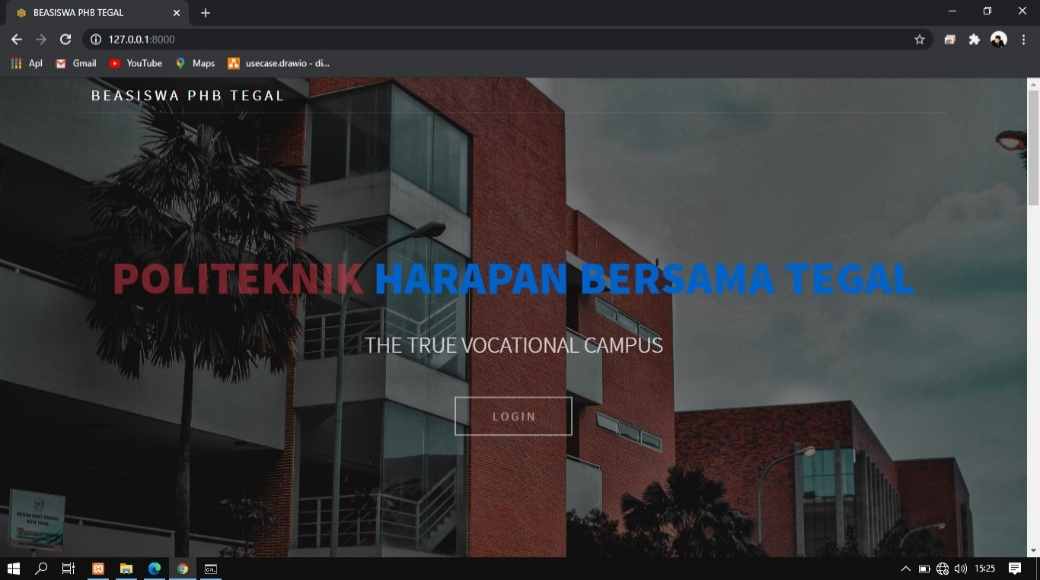 BEASISWA PHB TEGAL
127.0.0.1:8000
Apl
Gmail
YouTube
Maps
usecase.drawio - di...
BEASISWA PHB TEGAL
POLITEKNIK HARAPAN BERSAMA TEGAL
THE TRUE VOCATIONAL CAMPUS
LOGIN
15:25